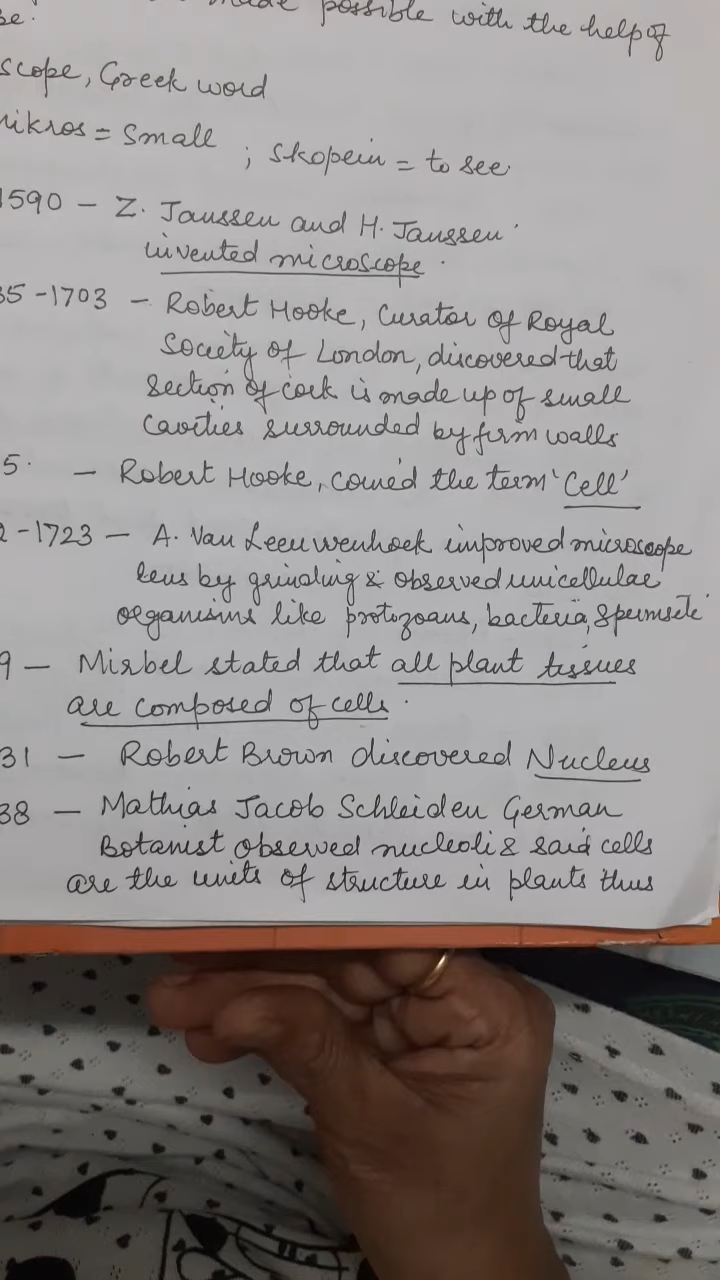 be.
made possible with the help of
scope, Greek word
mikros = Small ; Skopein = to see.
1590 - Z. Janssen and H. Janssen
invented microscope.
35-1703 - Robert Hooke, Curator of Royal
Society of London, discovered that
Section of cork is made up of small
cavities surrounded by firm walls
5. - Robert Hooke, coined the term 'Cell'
2-1723 - A. Van Leeuwenhoek improved microscope
lens by grinding & observed unicellular
organisms like protozoans, bacteria, sperms etc.
9 - Mirbel stated that all plant tissues
are composed of cells.
31 - Robert Brown discovered Nucleus
38 - Mathias Jacob Schleiden German
Botanist observed nucleoli & said cells
are the units of structure in plants thus